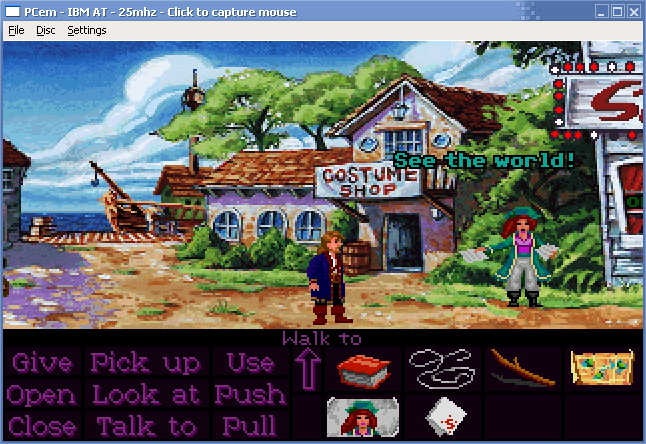 PCem - IBM AT - 25mhz - Click to capture mouse
File Disc Settings
See the world!
COSTUME
SHOP
Walk to
Give Pick up Use
Open Look at Push
Close Talk to Pull
$